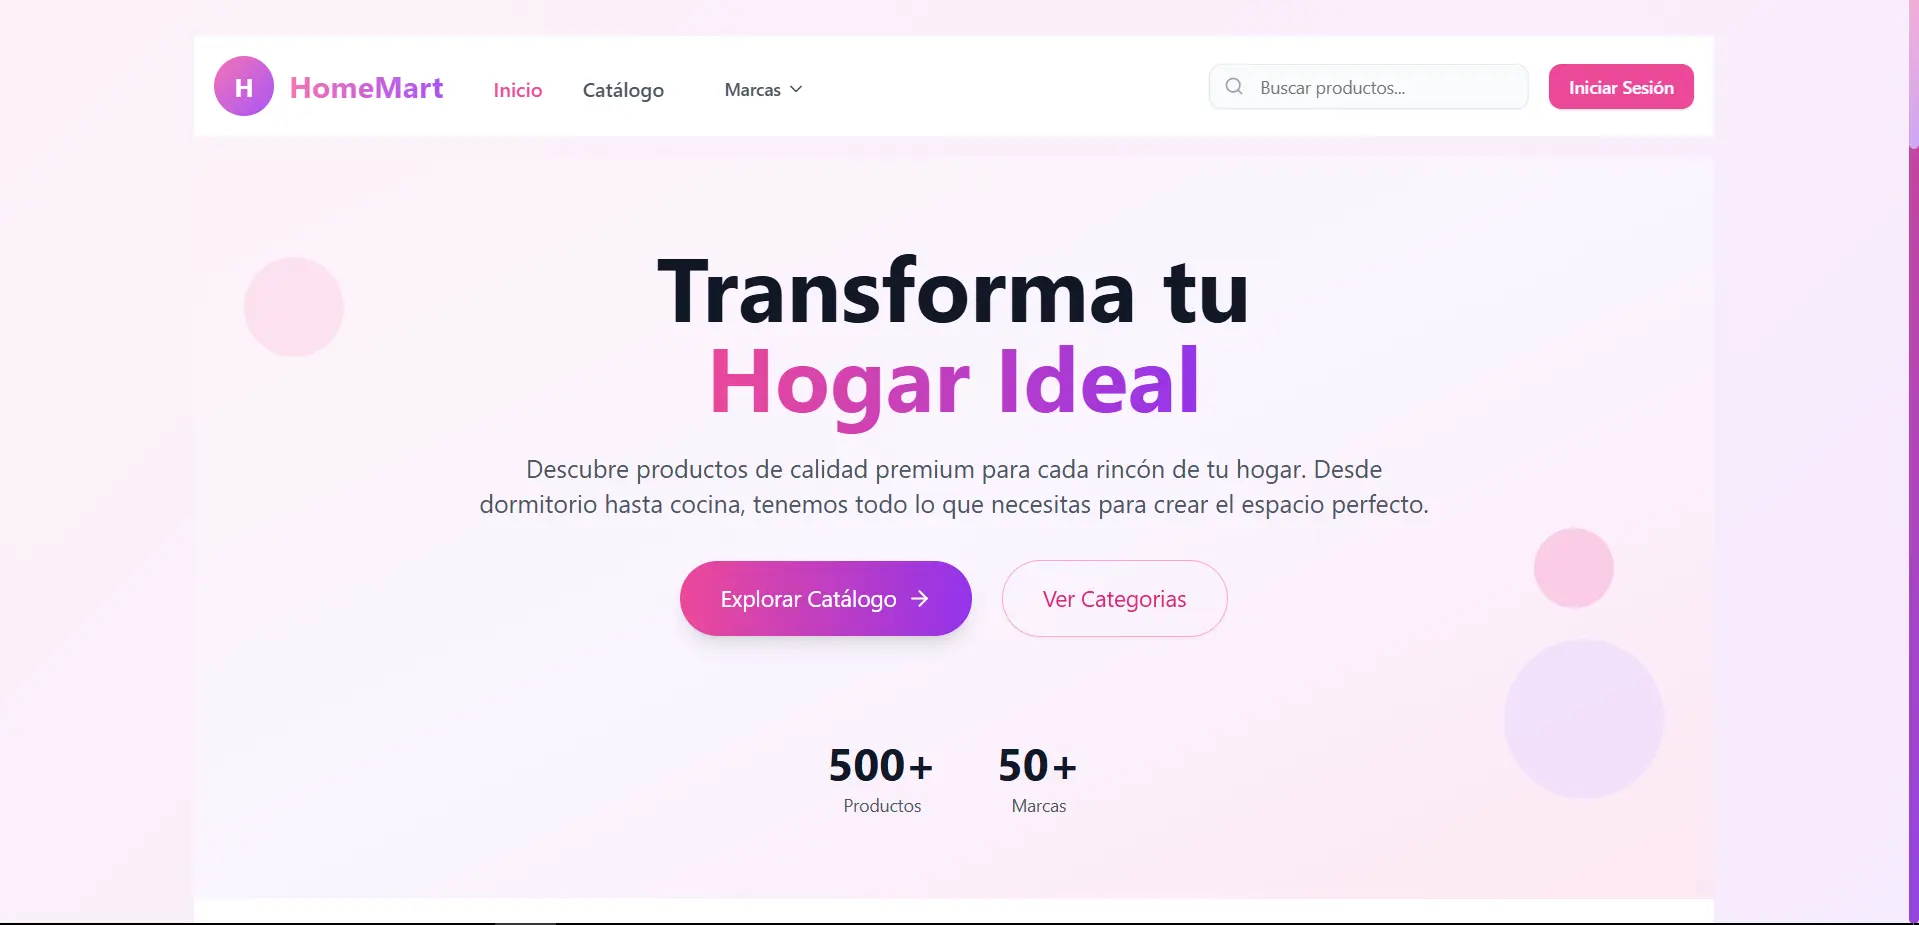 H HomeMart Inicio Catálogo Marcas Buscar productos... Iniciar Sesión
Transforma tu
Hogar Ideal
Descubre productos de calidad premium para cada rincón de tu hogar. Desde
dormitorio hasta cocina, tenemos todo lo que necesitas para crear el espacio perfecto.
Explorar Catálogo → Ver Categorias
500+ 50+
Productos Marcas